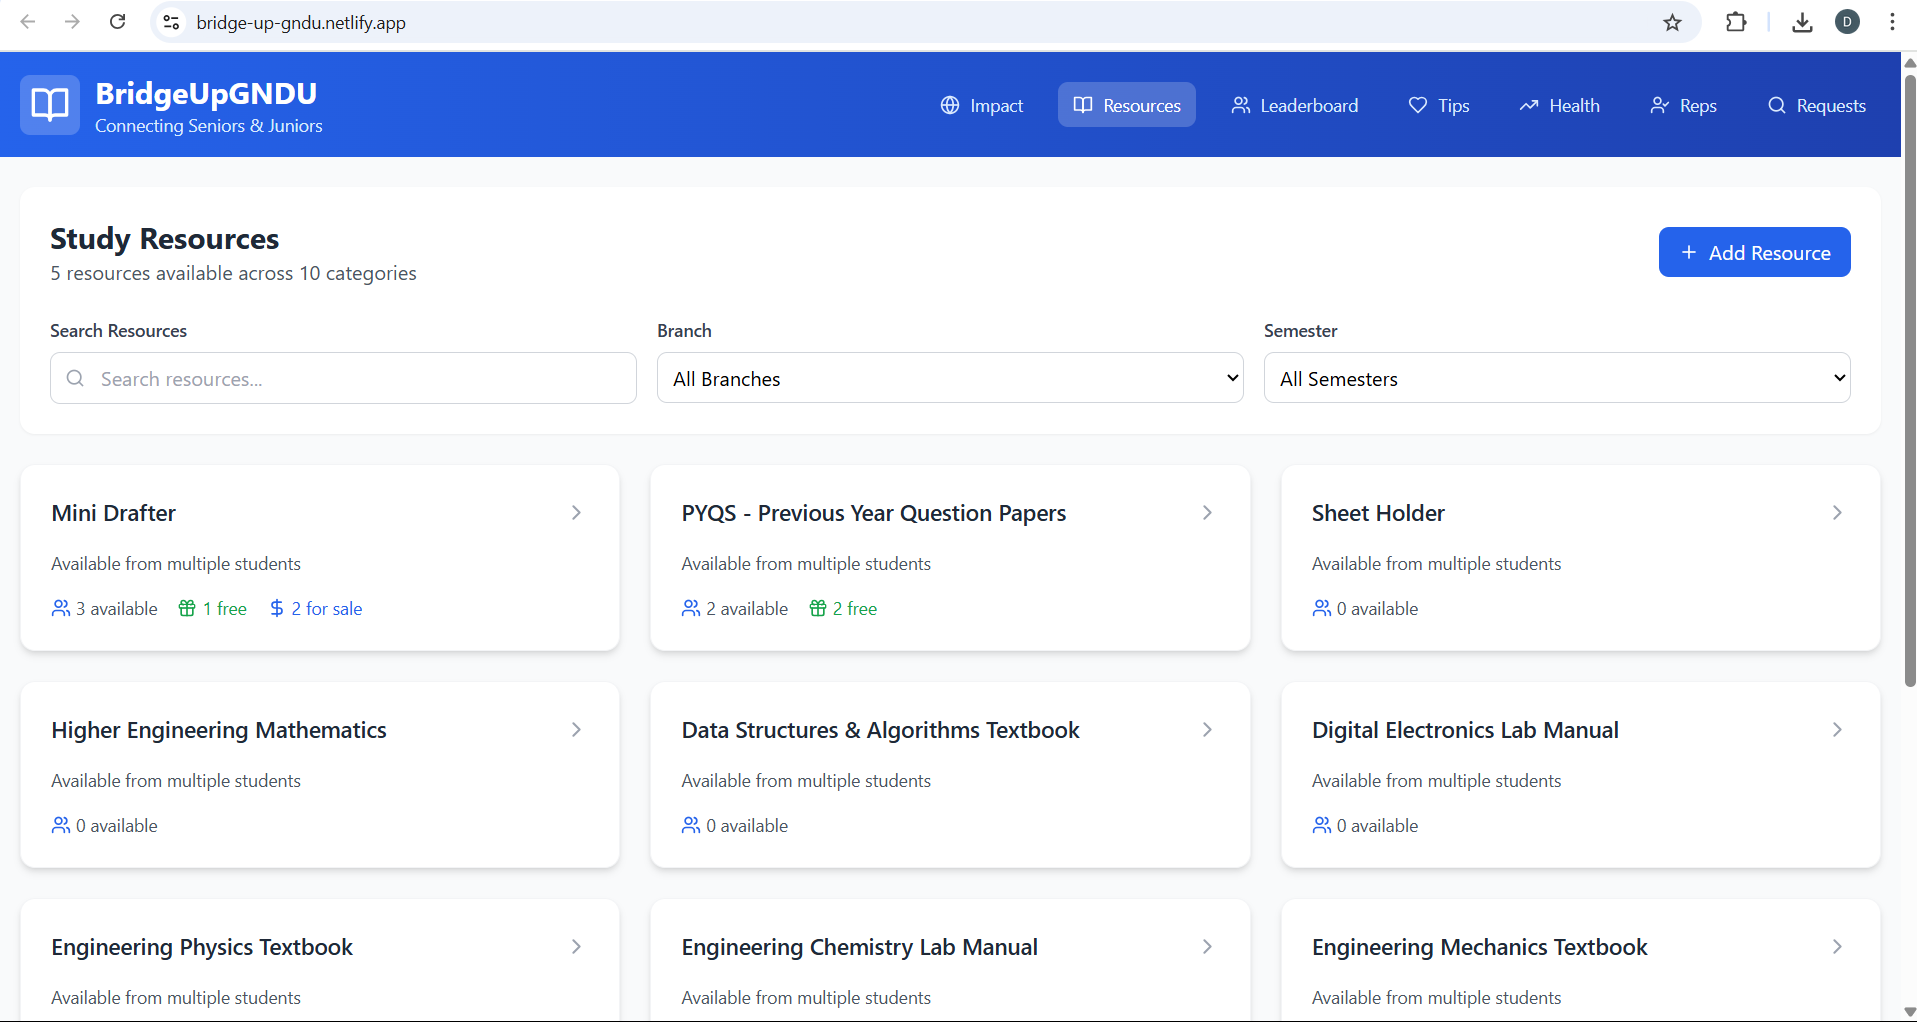 bridge-up-gndu.netlify.app
D
BridgeUpGNDU
Connecting Seniors & Juniors
Impact
Resources
Leaderboard
Tips
Health
Reps
Requests
Study Resources
5 resources available across 10 categories
+ Add Resource
Search Resources
Branch
Semester
Search resources...
All Branches
All Semesters
Mini Drafter
Available from multiple students
3 available
1 free
$ 2 for sale
PYQS - Previous Year Question Papers
Available from multiple students
2 available
2 free
Sheet Holder
Available from multiple students
0 available
Higher Engineering Mathematics
Available from multiple students
0 available
Data Structures & Algorithms Textbook
Available from multiple students
0 available
Digital Electronics Lab Manual
Available from multiple students
0 available
Engineering Physics Textbook
Available from multiple students
Engineering Chemistry Lab Manual
Available from multiple students
Engineering Mechanics Textbook
Available from multiple students